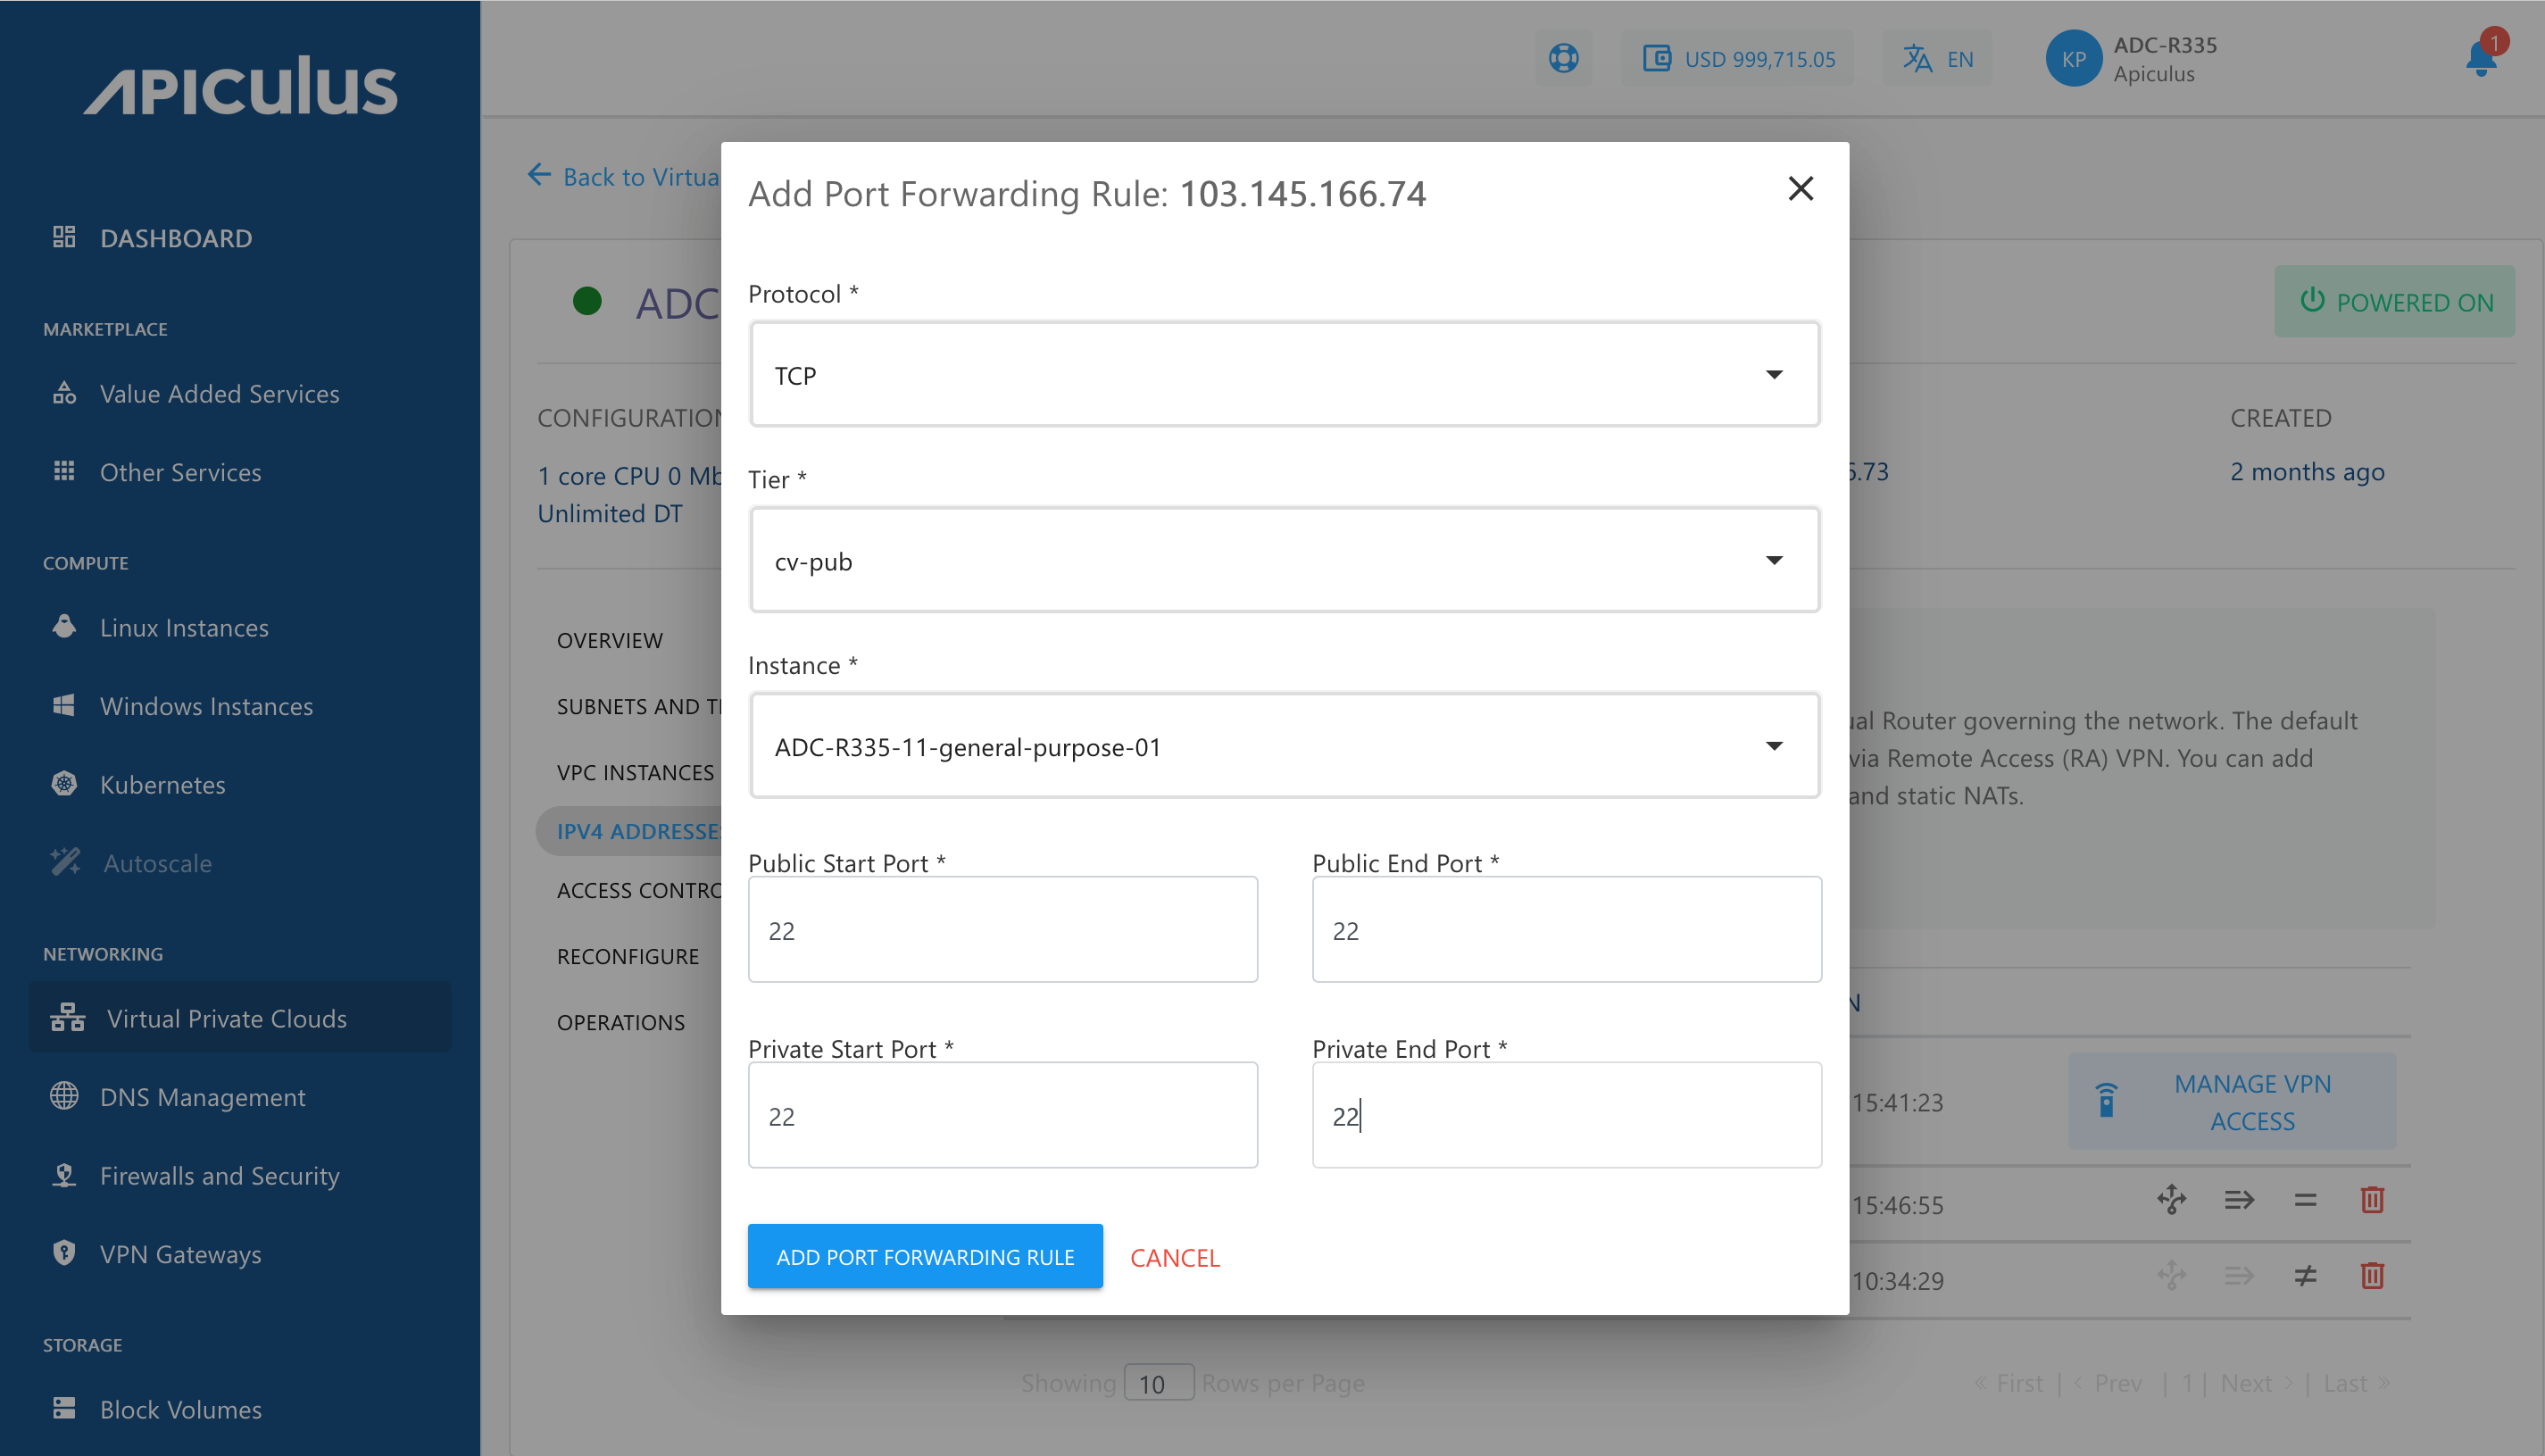 APICULUS
USD 999,715.05
EN
KP
ADC-R335
Apiculus
1
DASHBOARD
MARKETPLACE
Value Added Services
Other Services
COMPUTE
Linux Instances
Windows Instances
Kubernetes
Autoscale
NETWORKING
Virtual Private Clouds
DNS Management
Firewalls and Security
VPN Gateways
STORAGE
Block Volumes
Back to Virtua
ADC
POWERED ON
CONFIGURATION
1 core CPU 0 Mb
Unlimited DT
6.73
CREATED
2 months ago
OVERVIEW
SUBNETS AND TI
VPC INSTANCES
IPV4 ADDRESSES
ACCESS CONTRO
RECONFIGURE
OPERATIONS
Add Port Forwarding Rule: 103.145.166.74
Protocol *
TCP
Tier *
cv-pub
Instance *
ADC-R335-11-general-purpose-01
Public Start Port *
22
Public End Port *
22
Private Start Port *
22
Private End Port *
22
ADD PORT FORWARDING RULE
CANCEL
ual Router governing the network. The default
via Remote Access (RA) VPN. You can add
and static NATs.
N
15:41:23
MANAGE VPN
ACCESS
15:46:55
10:34:29
Showing 10 Rows per Page
« First | ‹ Prev | 1 | Next › | Last »